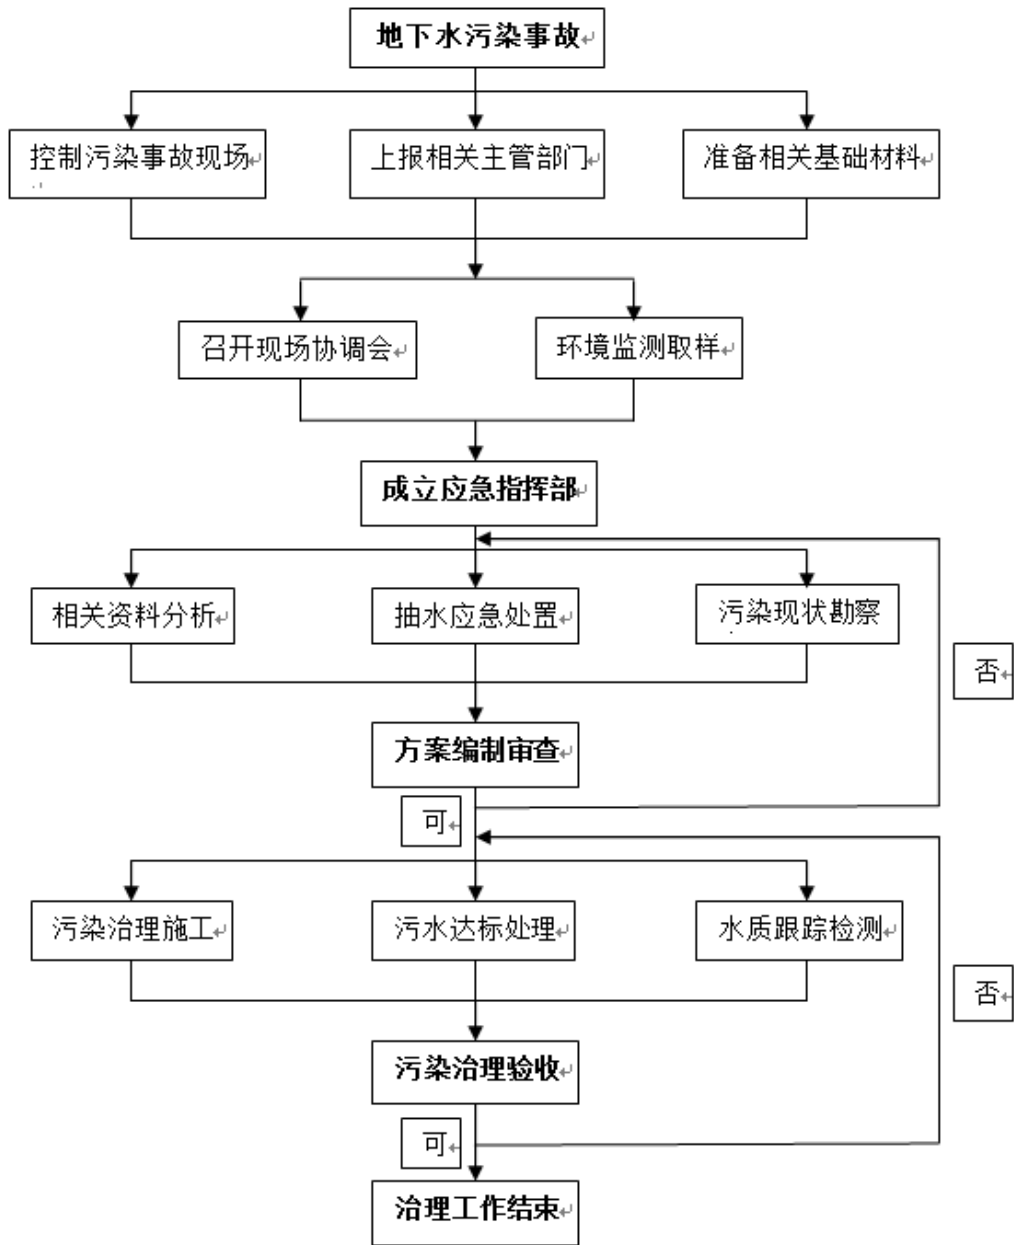 地下水污染事故
控制污染事故现场
上报相关主管部门
准备相关基础材料
召开现场协调会
环境监测取样
成立应急指挥部
相关资料分析
抽水应急处置
污染现状勘察
否
方案编制审查
可
污染治理施工
污水达标处理
水质跟踪检测
否
污染治理验收
可
治理工作结束